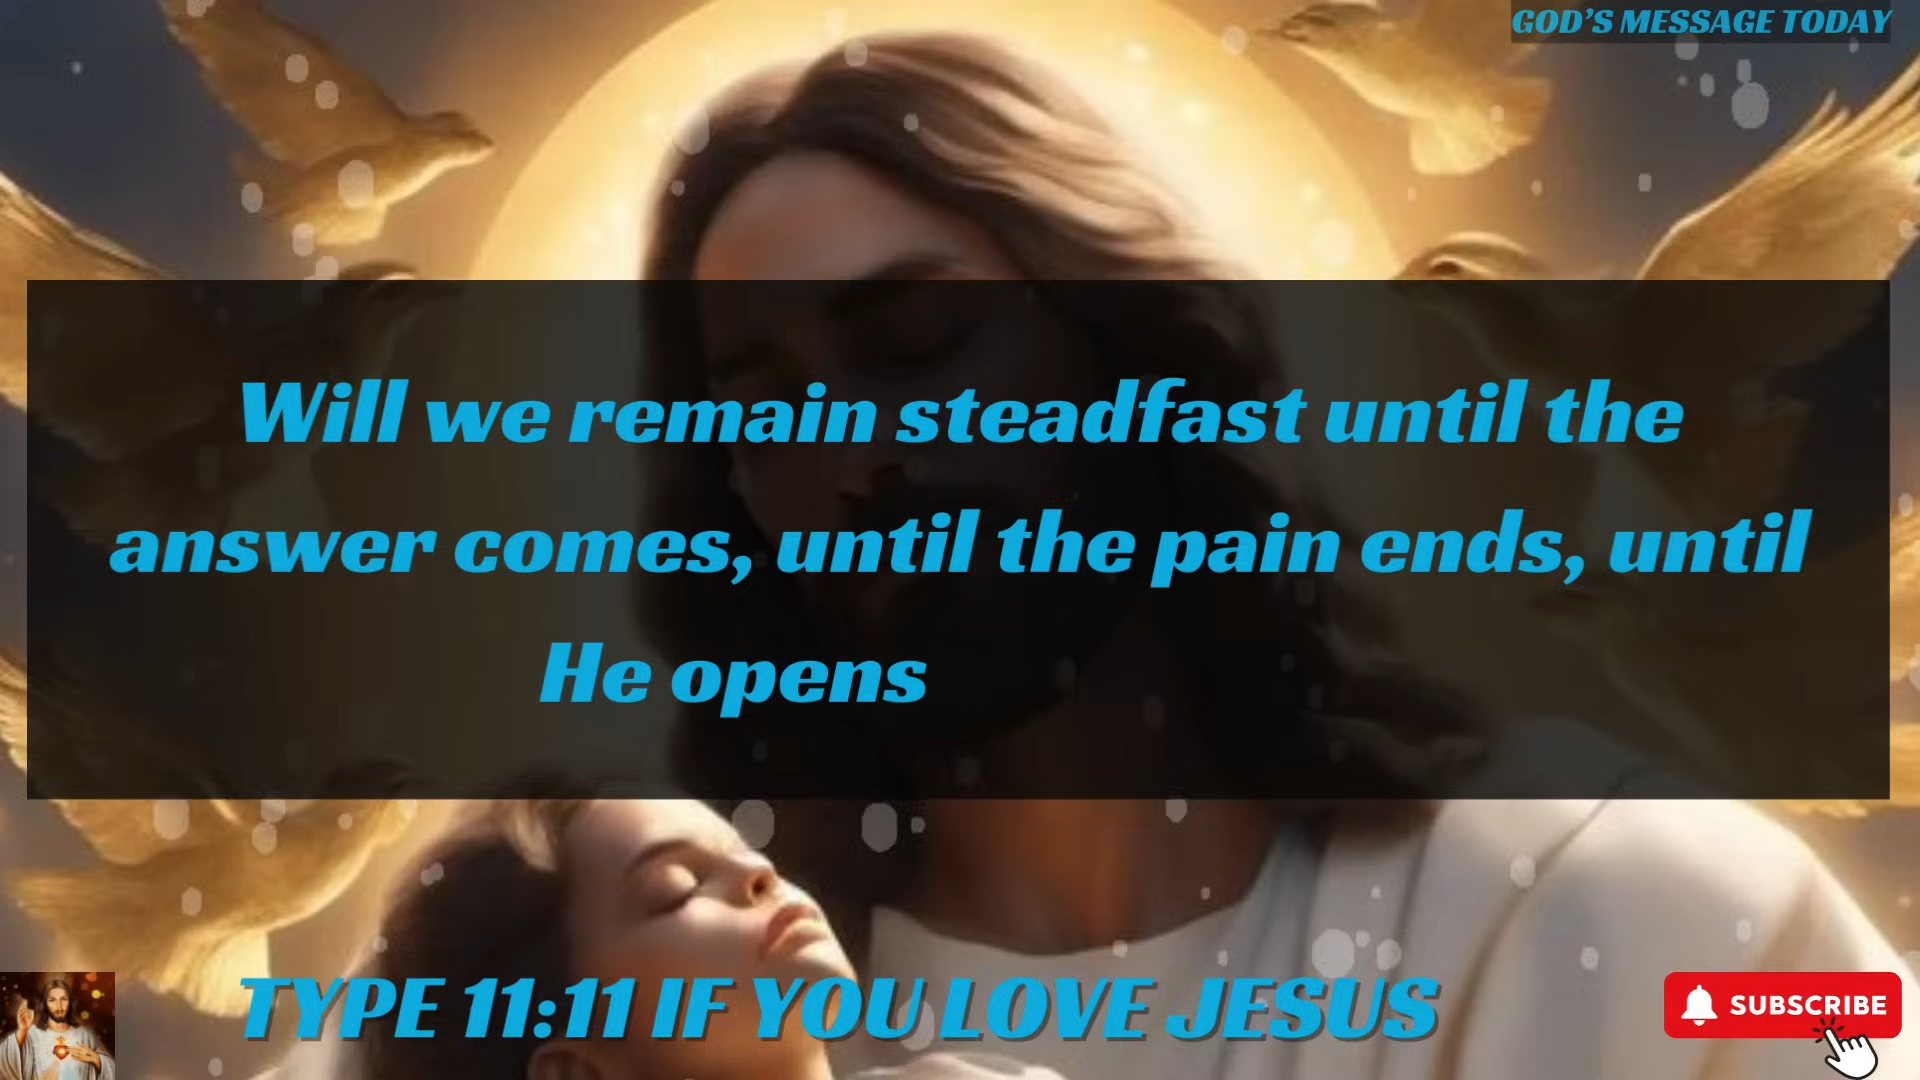 GOD'S MESSAGE TODAY
Will we remain steadfast until the
answer comes, until the pain ends, until
He opens
TYPE 11:11 IF YOU LOVE JESUS
SUBSCRIBE